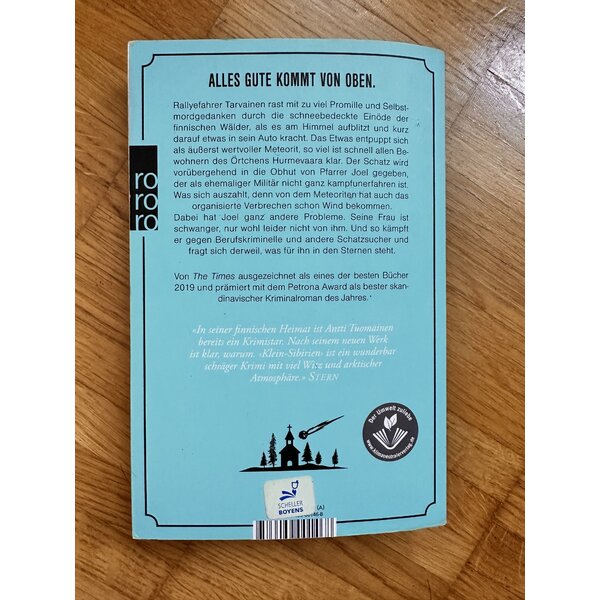 ALLES GUTE KOMMT VON OBEN.
Rallyefahrer Tarvainen rast mit zu viel Promille und Selbst-
mordgedanken durch die schneebedeckte Einöde der
finnischen Wälder, als es am Himmel aufblitzt und kurz
darauf etwas in sein Auto kracht. Das Etwas entpuppt sich
als äußerst wertvoller Meteorit, so viel ist schnell allen Be-
wohnern des Örtchens Hurmevaara klar. Der Schatz wird
vorübergehend in die Obhut von Pfarrer Joel gegeben,
der als ehemaliger Militär nicht ganz kampfunerfahren ist.
Was sich auszahlt, denn von dem Meteoriten hat auch das
organisierte Verbrechen schon Wind bekommen.
Dabei hat Joel ganz andere Probleme. Seine Frau ist
schwanger, nur wohl leider nicht von ihm. Und so kämpft
er gegen Berufskriminelle und andere Schatzsucher und
fragt sich derweil, was für ihn in den Sternen steht.
Von The Times ausgezeichnet als eines der besten Bücher
2019 und prämiert mit dem Petrona Award als bester skan-
dinavischer Kriminalroman des Jahres.
«In seiner finnischen Heimat ist Antti Tuomainen
bereits ein Krimistar. Nach seinem neuen Werk
ist klar, warum. ‹Klein-Sibirien› ist ein wunderbar
schräger Krimi mit viel Witz und arktischer
Atmosphäre.» STERN
ro
ro
ro
Der Umwelt zuliebe
www.klimaneutralerverlag.de
SCHELLER
BOYENS
(A)